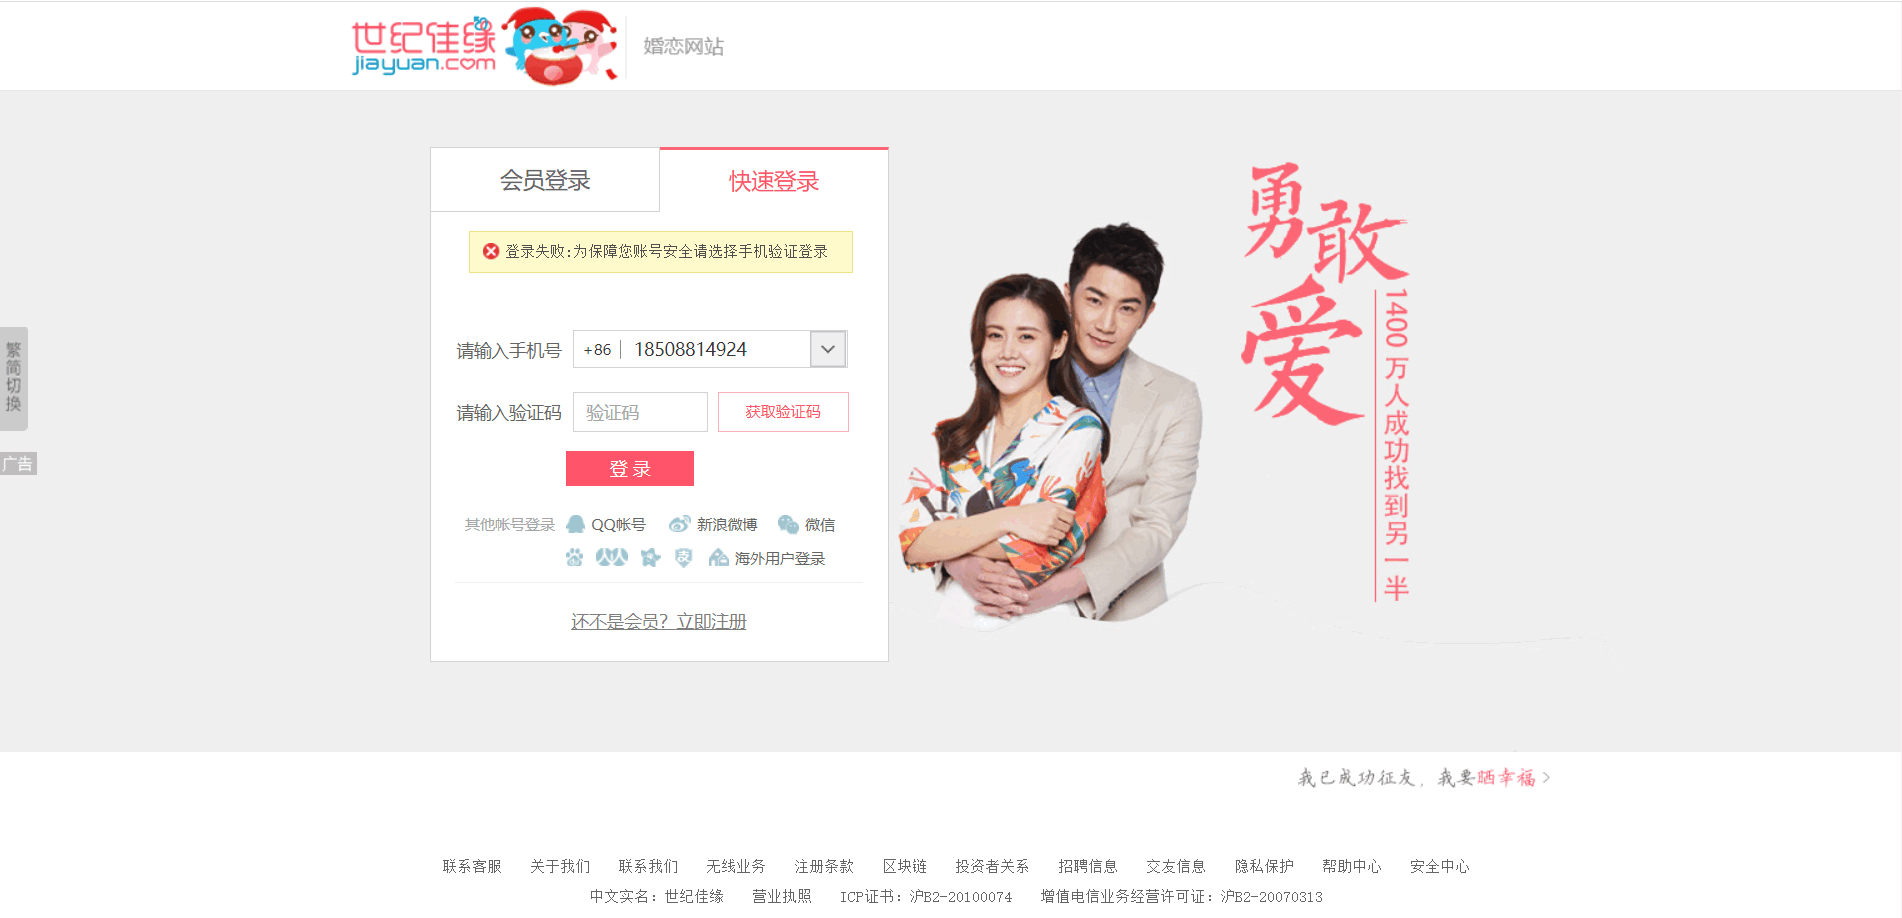 世纪佳缘
jiayuan.com
婚恋网站
会员登录 快速登录
登录失败:为保障您账号安全请选择手机验证登录
请输入手机号 +86 18508814924
请输入验证码 验证码 获取验证码
登 录
其他帐号登录 QQ帐号 新浪微博 微信
海外用户登录
还不是会员？立即注册
勇敢爱
1400万人成功找到另一半
繁简切换
广告
我已成功征友，我要晒幸福 >
联系客服 关于我们 联系我们 无线业务 注册条款 区块链 投资者关系 招聘信息 交友信息 隐私保护 帮助中心 安全中心
中文实名：世纪佳缘 营业执照 ICP证书：沪B2-20100074 增值电信业务经营许可证：沪B2-20070313